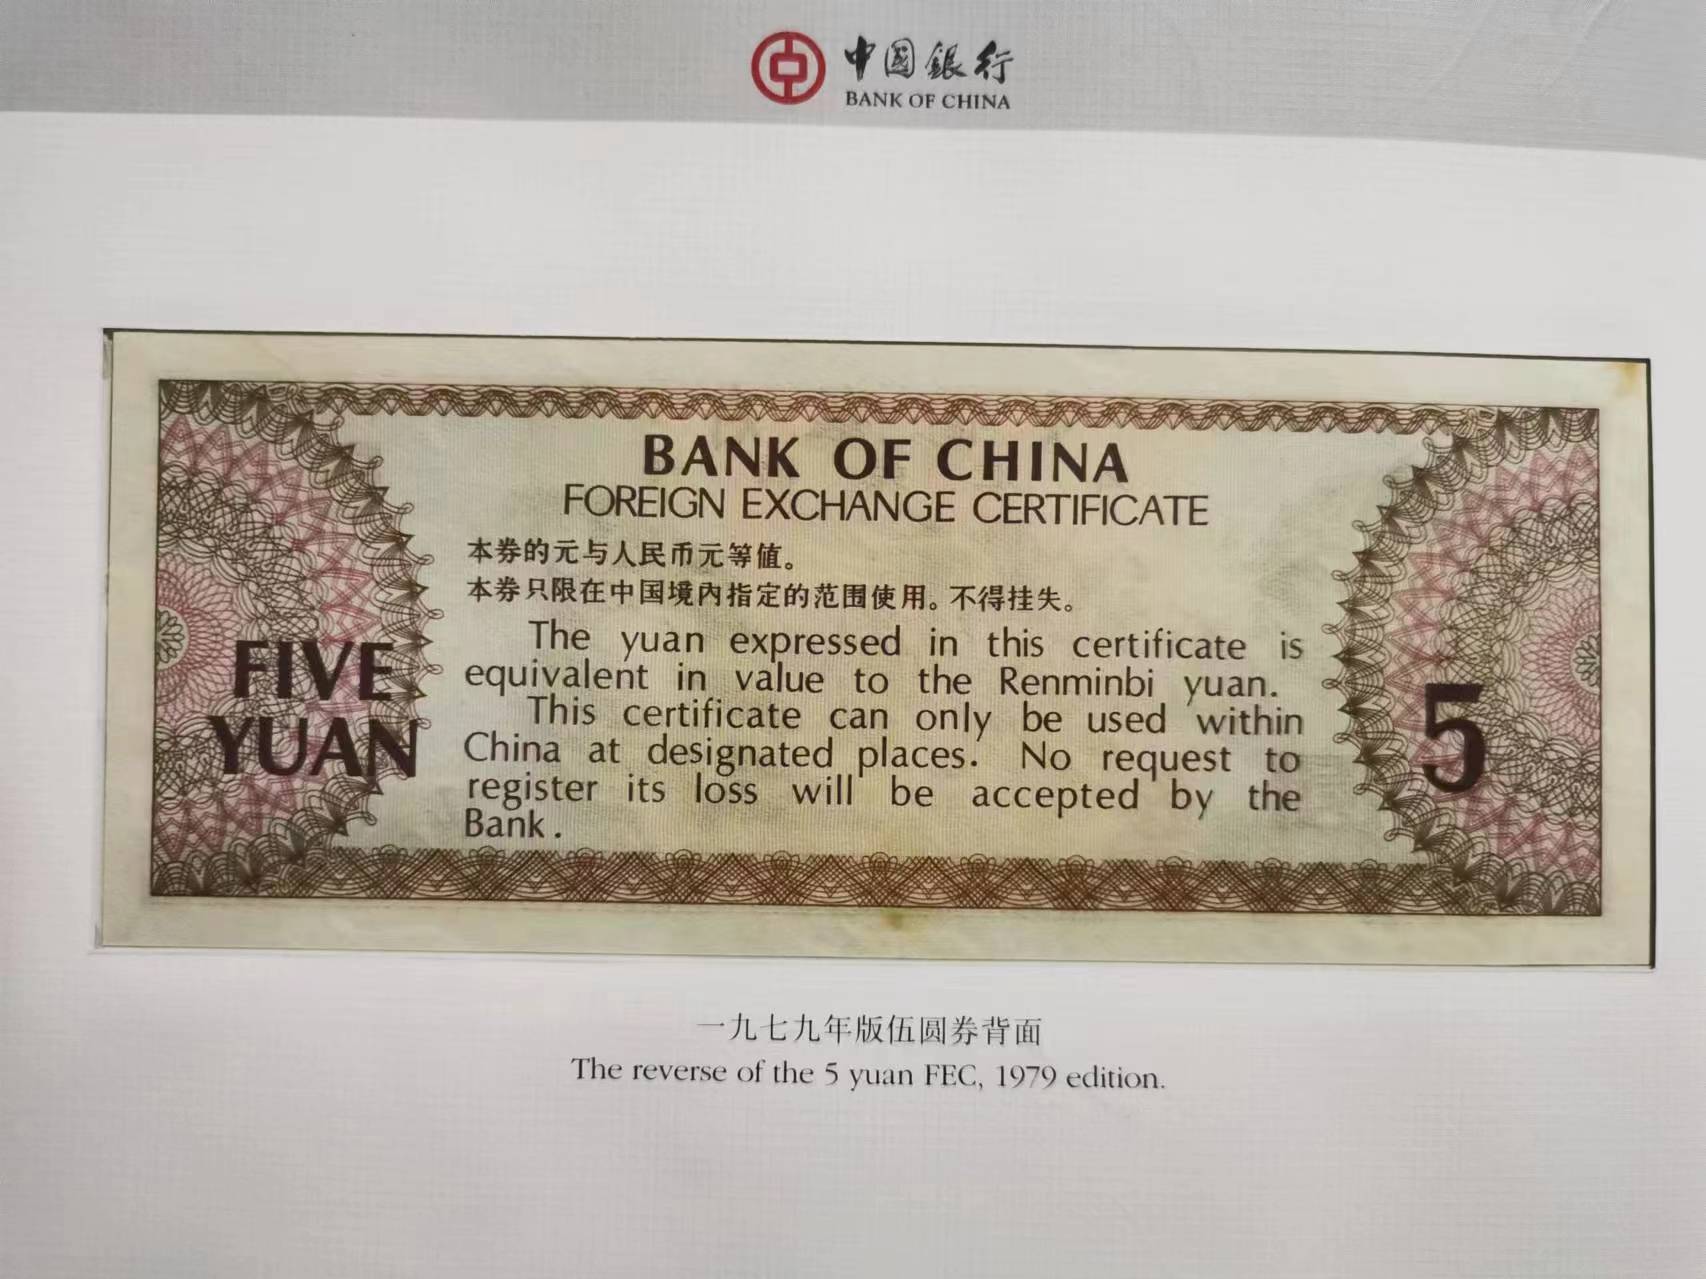 中国銀行
BANK OF CHINA
BANK OF CHINA
FOREIGN EXCHANGE CERTIFICATE
本券的元与人民币元等值。
本券只限在中国境内指定的范围使用。不得挂失。
The yuan expressed in this certificate is
equivalent in value to the Renminbi yuan.
This certificate can only be used within
China at designated places. No request to
register its loss will be accepted by the
Bank.
FIVE
YUAN
5
一九七九年版伍圆券背面
The reverse of the 5 yuan FEC, 1979 edition.